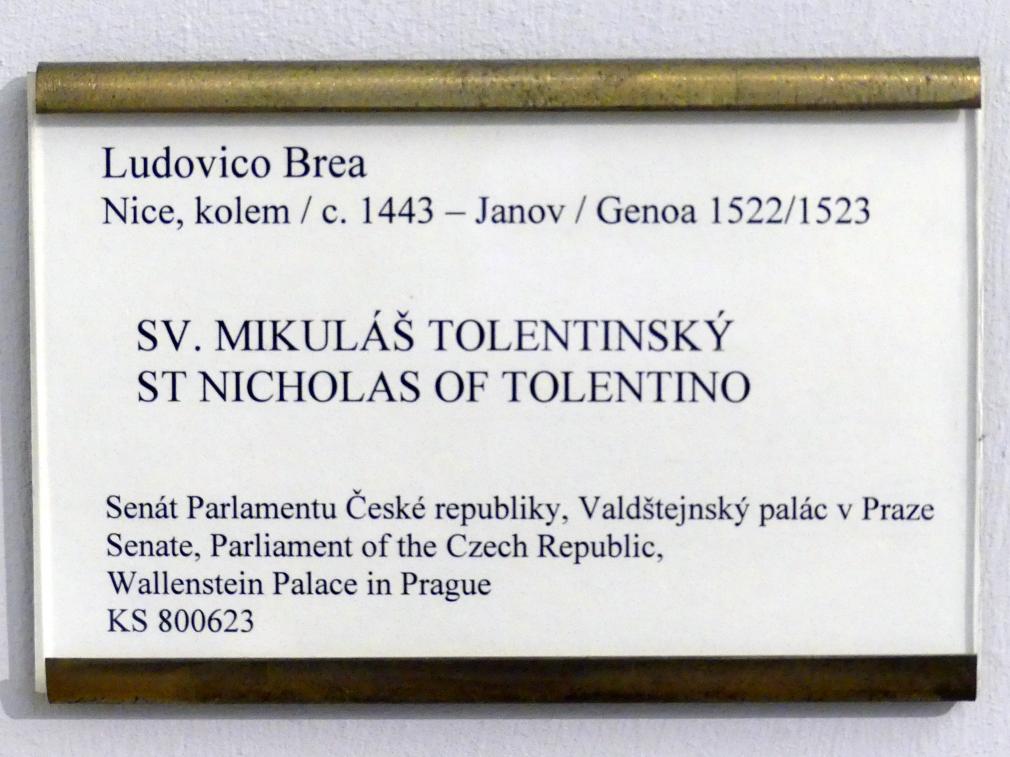 Ludovico Brea
Nice, kolem / c. 1443 – Janov / Genoa 1522/1523
SV. MIKULÁŠ TOLENTINSKÝ
ST NICHOLAS OF TOLENTINO
Senát Parlamentu České republiky, Valdštejnský palác v Praze
Senate, Parliament of the Czech Republic,
Wallenstein Palace in Prague
KS 800623